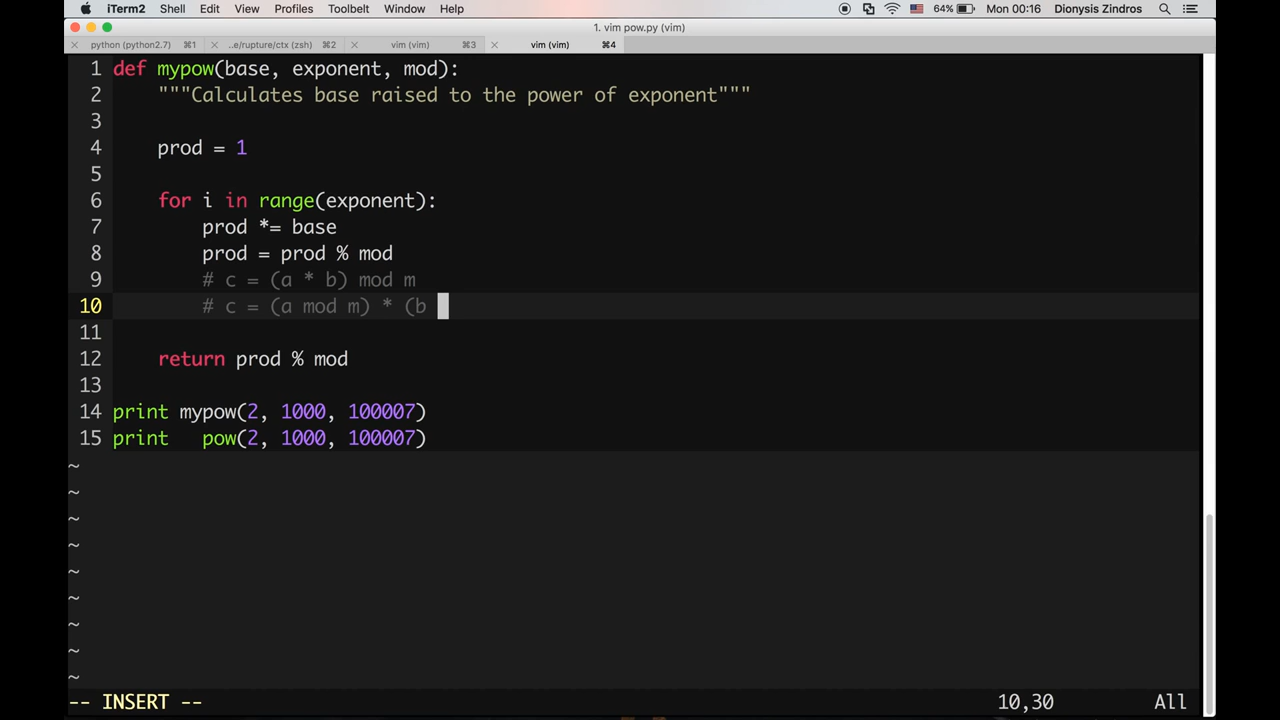 iTerm2 Shell Edit View Profiles Toolbelt Window Help 64% Mon 00:16 Dionysis Zindros
1. vim pow.py (vim)
python (python2.7) ⌘1 ..e/rupture/ctx (zsh) ⌘2 vim (vim) ⌘3 vim (vim) ⌘4
1 def mypow(base, exponent, mod):
2     """Calculates base raised to the power of exponent"""
3
4     prod = 1
5
6     for i in range(exponent):
7         prod *= base
8         prod = prod % mod
9         # c = (a * b) mod m
10         # c = (a mod m) * (b
11
12     return prod % mod
13
14 print mypow(2, 1000, 100007)
15 print   pow(2, 1000, 100007)
~
~
~
~
~
~
~
~
~
-- INSERT -- 10,30 All